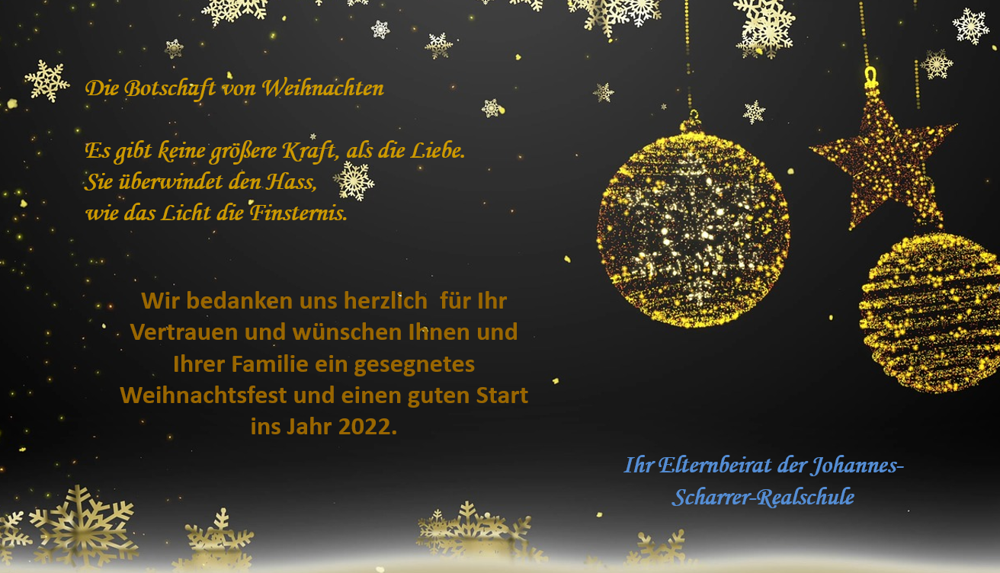 Die Botschaft von Weihnachten
Es gibt keine größere Kraft, als die Liebe.
Sie überwindet den Hass,
wie das Licht die Finsternis.
Wir bedanken uns herzlich  für Ihr
Vertrauen und wünschen Ihnen und
Ihrer Familie ein gesegnetes
Weihnachtsfest und einen guten Start
ins Jahr 2022.
Ihr Elternbeirat der Johannes-
Scharrer-Realschule